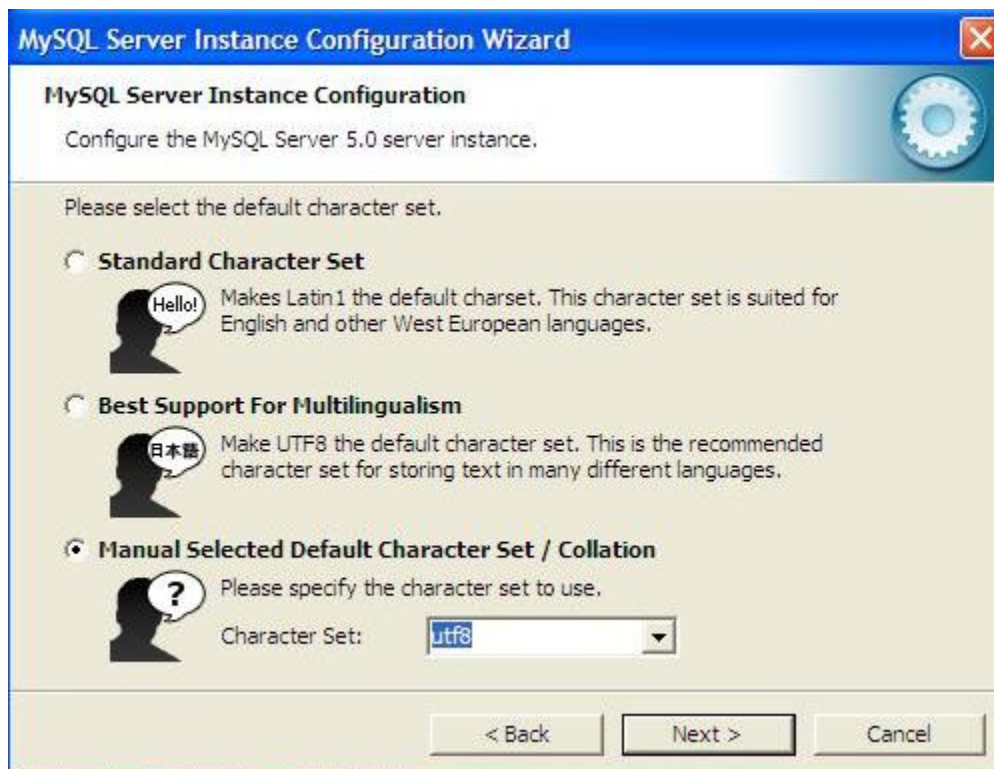 MySQL Server Instance Configuration Wizard
MySQL Server Instance Configuration
Configure the MySQL Server 5.0 server instance.
Please select the default character set.
Standard Character Set
Hello!
Makes Latin1 the default charset. This character set is suited for
English and other West European languages.
Best Support For Multilingualism
日本語
Make UTF8 the default character set. This is the recommended
character set for storing text in many different languages.
Manual Selected Default Character Set / Collation
?
Please specify the character set to use.
Character Set:
utf8
< Back
Next >
Cancel